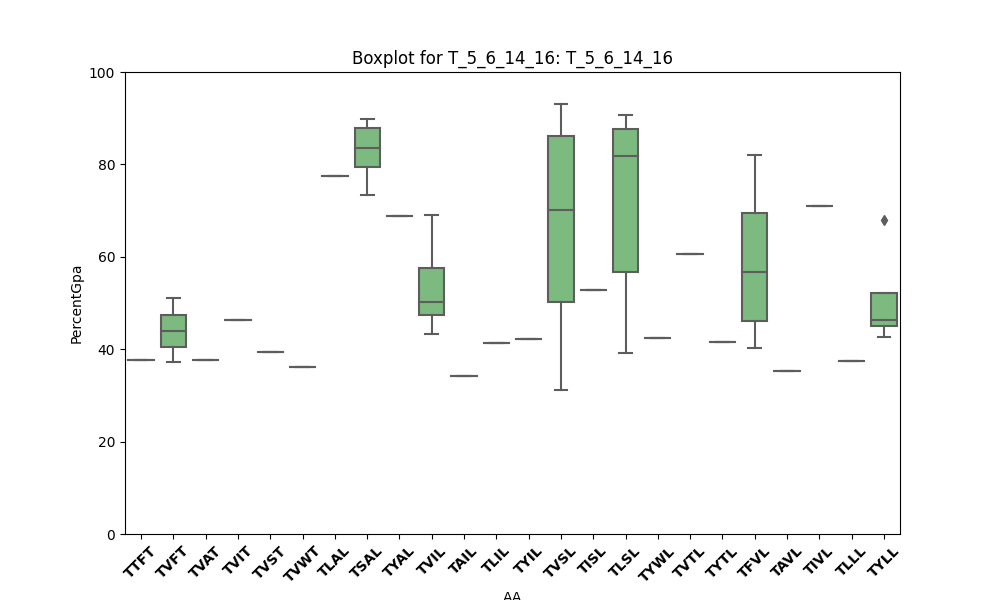 Boxplot for T_5_6_14_16: T_5_6_14_16
PercentGpa
100
80
60
40
20
0
TTFT TVFT TVAT TVIT TVST TVWT TLAL TSAL TYAL TVIL TAIL TLIL TYIL TVSL TISL TLSL TYWL TVTL TYTL TFVL TAVL TIVL TLLL TYLL
AA